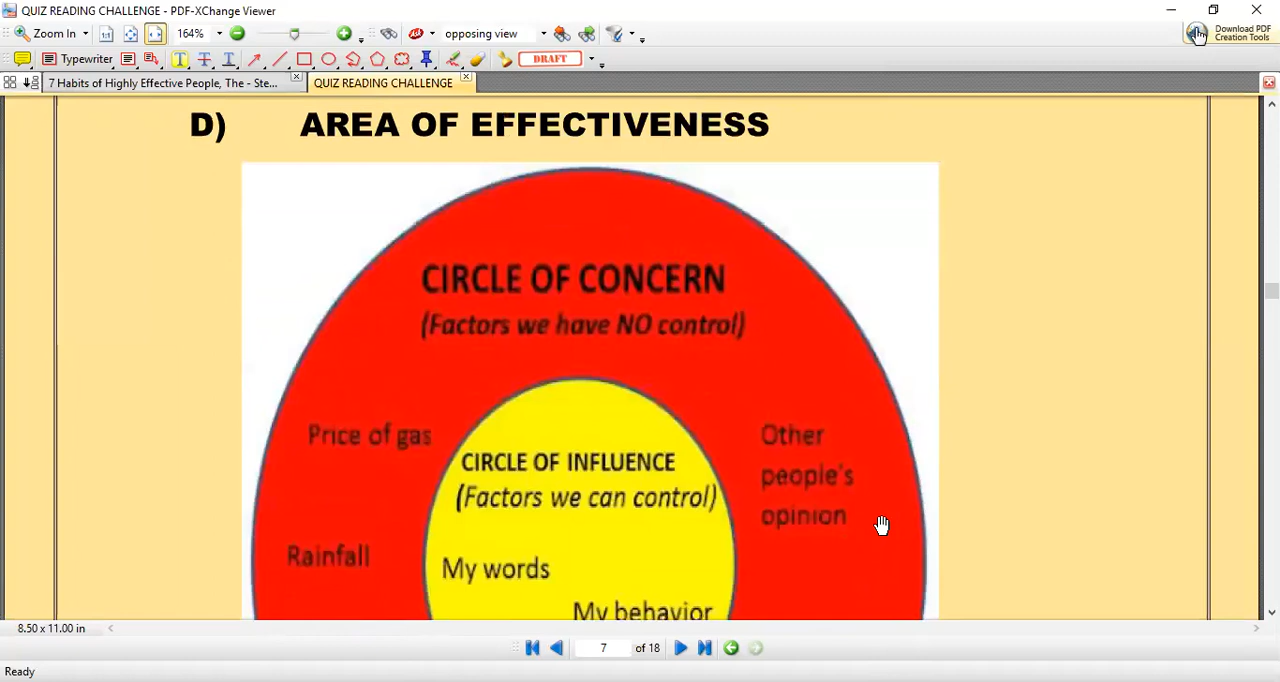 QUIZ READING CHALLENGE - PDF-XChange Viewer
Zoom In 164% opposing view Download PDF
Creation Tools
Typewriter DRAFT
7 Habits of Highly Effective People, The - Ste... QUIZ READING CHALLENGE
D) AREA OF EFFECTIVENESS
CIRCLE OF CONCERN
(Factors we have NO control)
Price of gas
Other
people's
opinion
CIRCLE OF INFLUENCE
(Factors we can control)
Rainfall
My words
My behavior
8.50 x 11.00 in
7 of 18
Ready